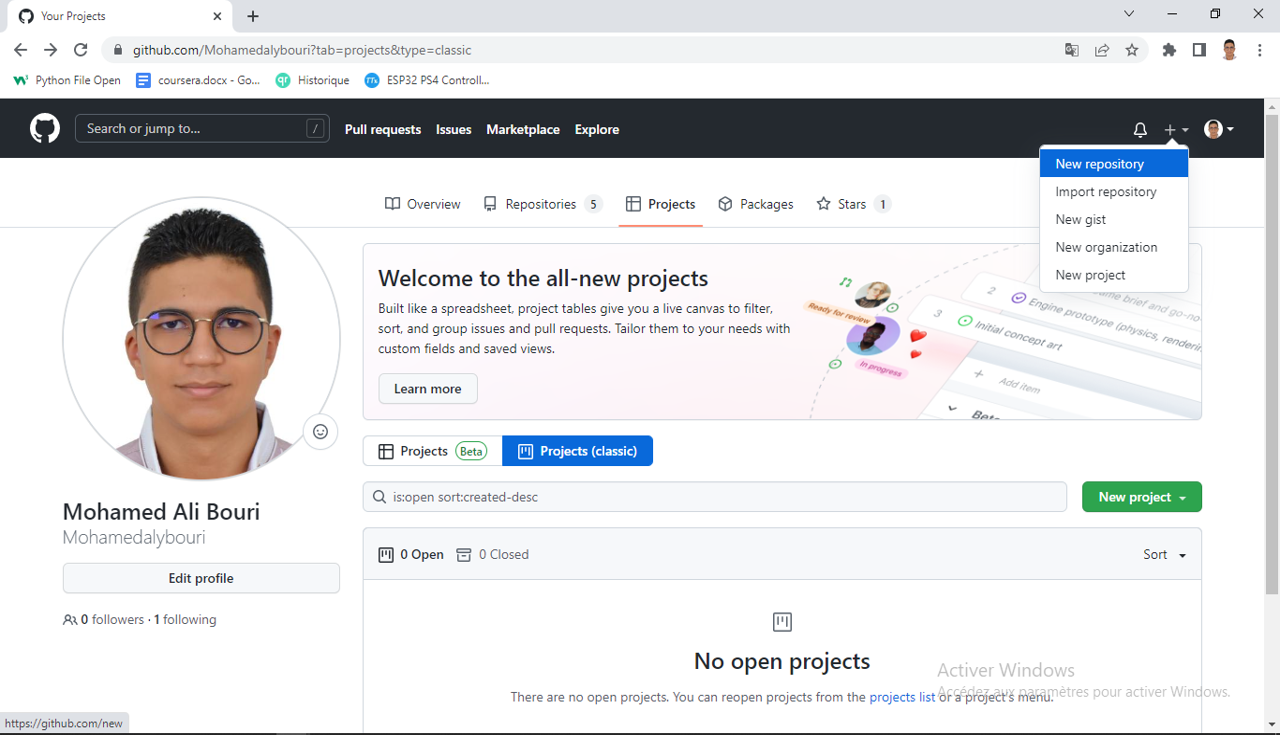 Your Projects
github.com/Mohamedalybouri?tab=projects&type=classic
Python File Open
coursera.docx - Go...
Historique
ESP32 PS4 Controll...
Search or jump to... /
Pull requests Issues Marketplace Explore
New repository
Import repository
New gist
New organization
New project
Overview Repositories 5 Projects Packages Stars 1
Welcome to the all-new projects
Built like a spreadsheet, project tables give you a live canvas to filter,
sort, and group issues and pull requests. Tailor them to your needs with
custom fields and saved views.
Learn more
Ready for review
In progress
2 Engine prototype (physics, rendering
3 Initial concept art
+ Add item
Beta
Projects Beta
Projects (classic)
is:open sort:created-desc
New project
0 Open 0 Closed
Sort
No open projects
There are no open projects. You can reopen projects from the projects list or a project's menu.
Mohamed Ali Bouri
Mohamedalybouri
Edit profile
0 followers · 1 following
Activer Windows
Accédez aux paramètres pour activer Windows.
https://github.com/new